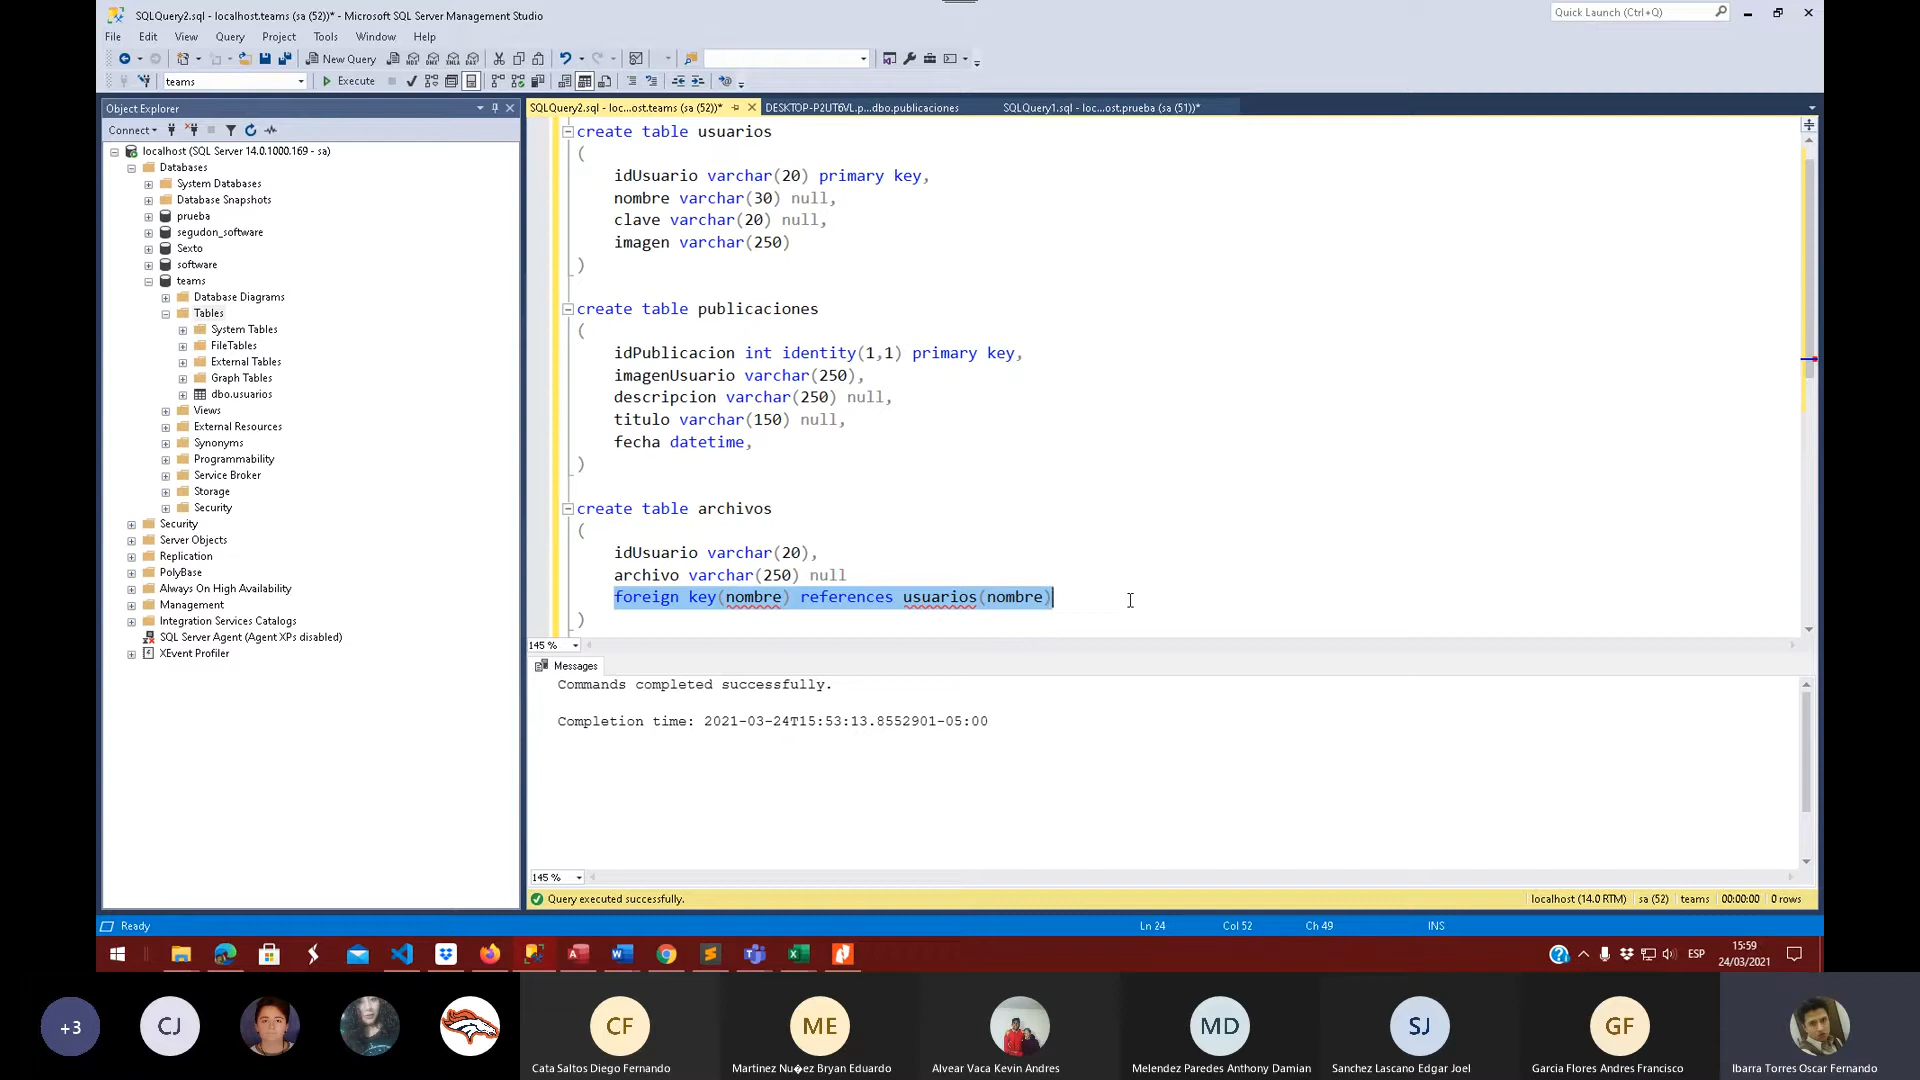 SQLQuery2.sql - localhost.teams (sa (52))* - Microsoft SQL Server Management Studio
Quick Launch (Ctrl+Q)
File Edit View Query Project Tools Window Help
New Query
teams
Execute
Object Explorer
SQLQuery2.sql - loc...ost.teams (sa (52))*
DESKTOP-P2UT6VL.p...dbo.publicaciones
SQLQuery1.sql - loc...ost.prueba (sa (51))*
Connect
localhost (SQL Server 14.0.1000.169 - sa)
Databases
System Databases
Database Snapshots
prueba
segudon_software
Sexto
software
teams
Database Diagrams
Tables
System Tables
FileTables
External Tables
Graph Tables
dbo.usuarios
Views
External Resources
Synonyms
Programmability
Service Broker
Storage
Security
Security
Server Objects
Replication
PolyBase
Always On High Availability
Management
Integration Services Catalogs
SQL Server Agent (Agent XPs disabled)
XEvent Profiler
create table usuarios
(
idUsuario varchar(20) primary key,
nombre varchar(30) null,
clave varchar(20) null,
imagen varchar(250)
)
create table publicaciones
(
idPublicacion int identity(1,1) primary key,
imagenUsuario varchar(250),
descripcion varchar(250) null,
titulo varchar(150) null,
fecha datetime,
)
create table archivos
(
idUsuario varchar(20),
archivo varchar(250) null
foreign key(nombre) references usuarios(nombre)
)
145 %
Messages
Commands completed successfully.
Completion time: 2021-03-24T15:53:13.8552901-05:00
145 %
Query executed successfully.
localhost (14.0 RTM) sa (52) teams 00:00:00 0 rows
Ready
Ln 24 Col 52 Ch 49 INS
ESP
15:59
24/03/2021
+3
CJ
CF
ME
MD
SJ
GF
Cata Saltos Diego Fernando
Martinez Nu�ez Bryan Eduardo
Alvear Vaca Kevin Andres
Melendez Paredes Anthony Damian
Sanchez Lascano Edgar Joel
Garcia Flores Andres Francisco
Ibarra Torres Oscar Fernando